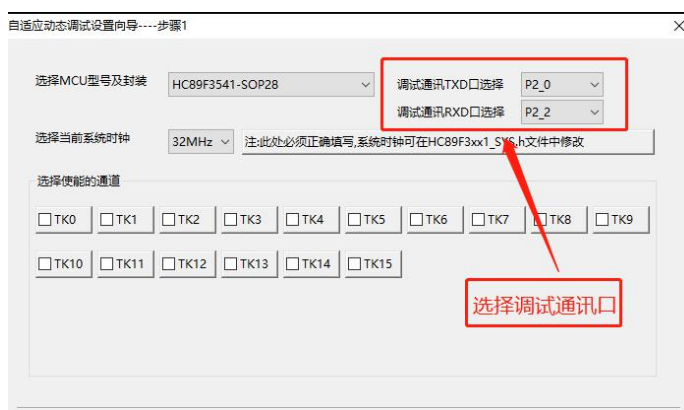 自适应动态调试设置向导----步骤1
选择MCU型号及封装 HC89F3541-SOP28 调试通讯TXD口选择 P2_0
调试通讯RXD口选择 P2_2
选择当前系统时钟 32MHz 注:此处必须正确填写,系统时钟可在HC89F3xx1_SYS.h文件中修改
选择使能的通道
TK0 TK1 TK2 TK3 TK4 TK5 TK6 TK7 TK8 TK9
TK10 TK11 TK12 TK13 TK14 TK15
选择调试通讯口